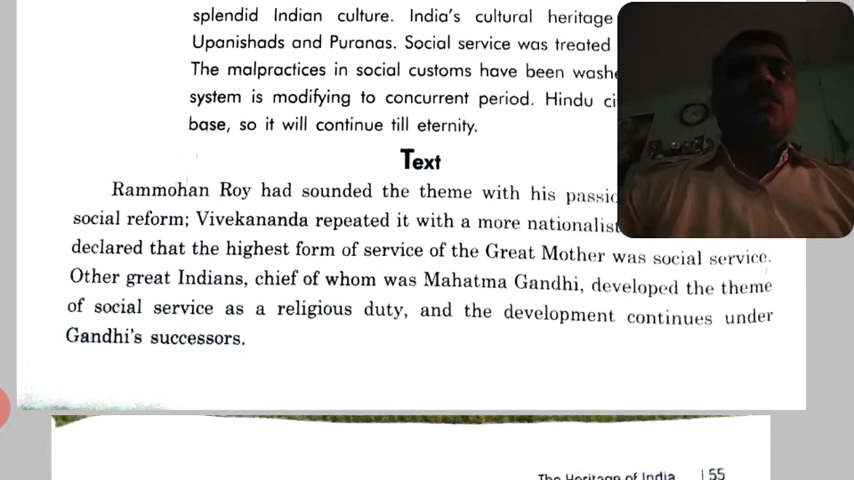 splendid Indian culture. India's cultural heritage
Upanishads and Puranas. Social service was treated
The malpractices in social customs have been
system is modifying to concurrent period. Hindu
base, so it will continue till eternity.
Text
Rammohan Roy had sounded the theme with his
social reform; Vivekananda repeated it with a more
declared that the highest form of service of the Great Mother was social service.
Other great Indians, chief of whom was Mahatma Gandhi, developed the theme
of social service as a religious duty, and the development continues under
Gandhi's successors.
The Heritage of India 155